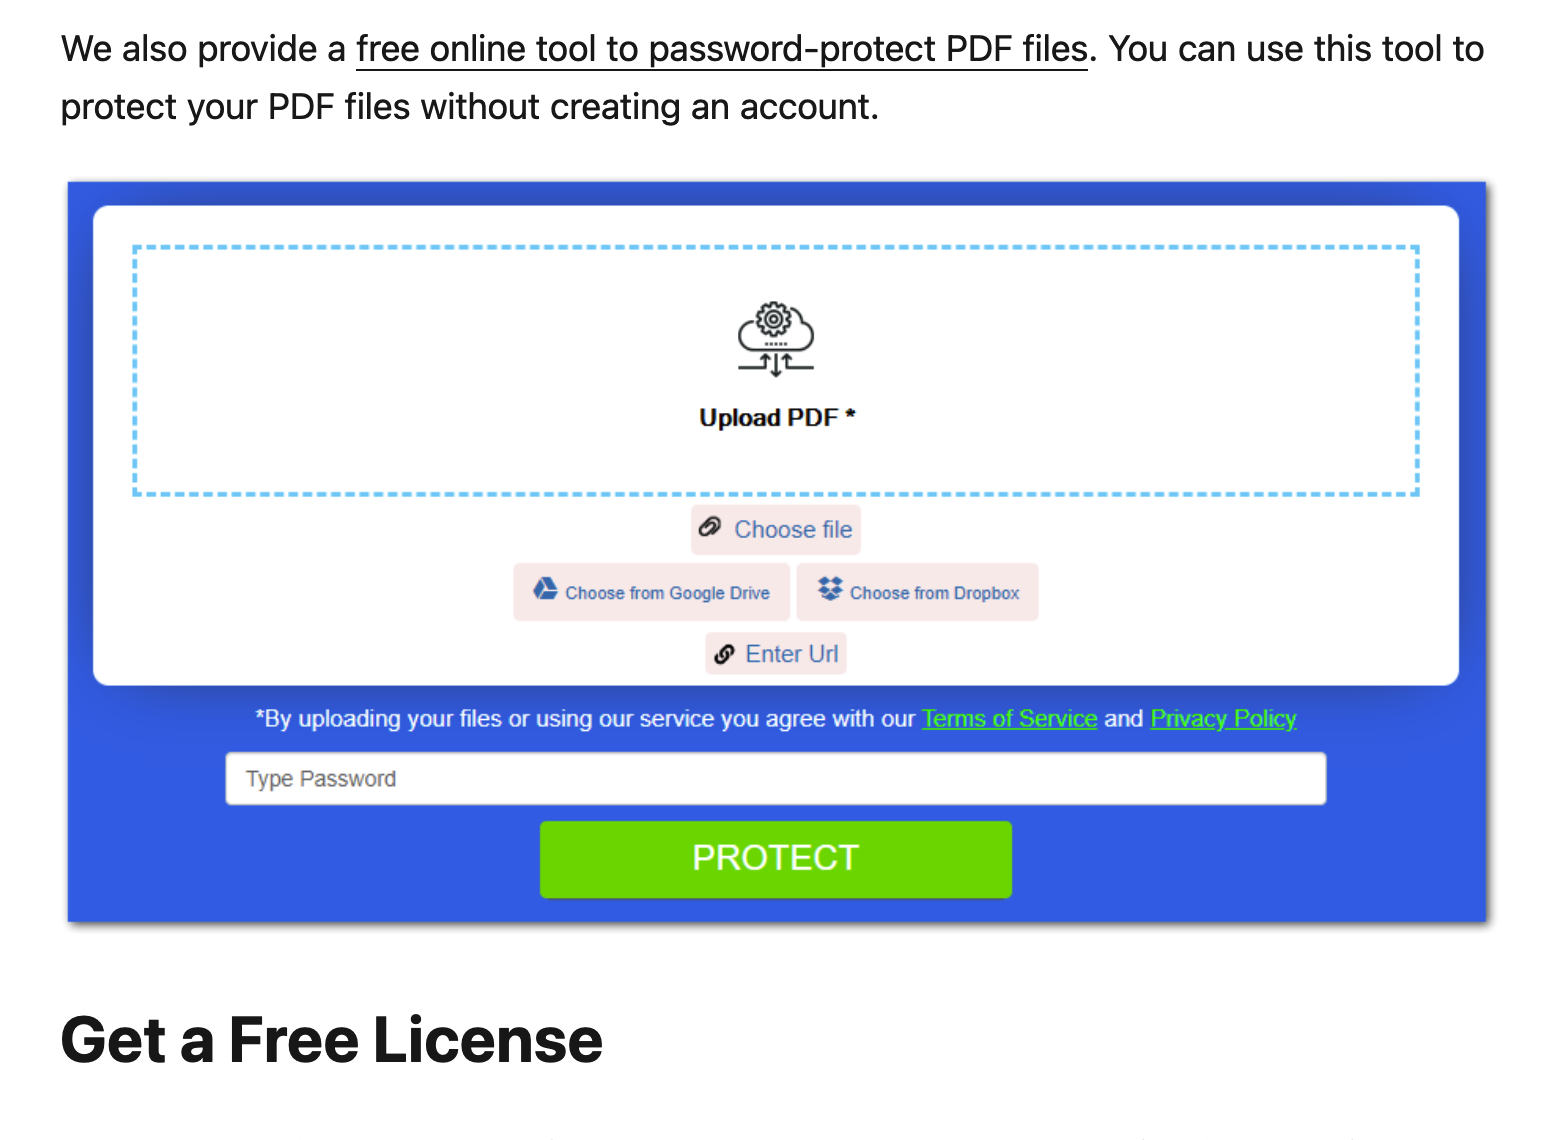 We also provide a free online tool to password-protect PDF files. You can use this tool to
protect your PDF files without creating an account.
Upload PDF *
Choose file
Choose from Google Drive Choose from Dropbox
Enter Url
*By uploading your files or using our service you agree with our Terms of Service and Privacy Policy
Type Password
PROTECT
Get a Free License